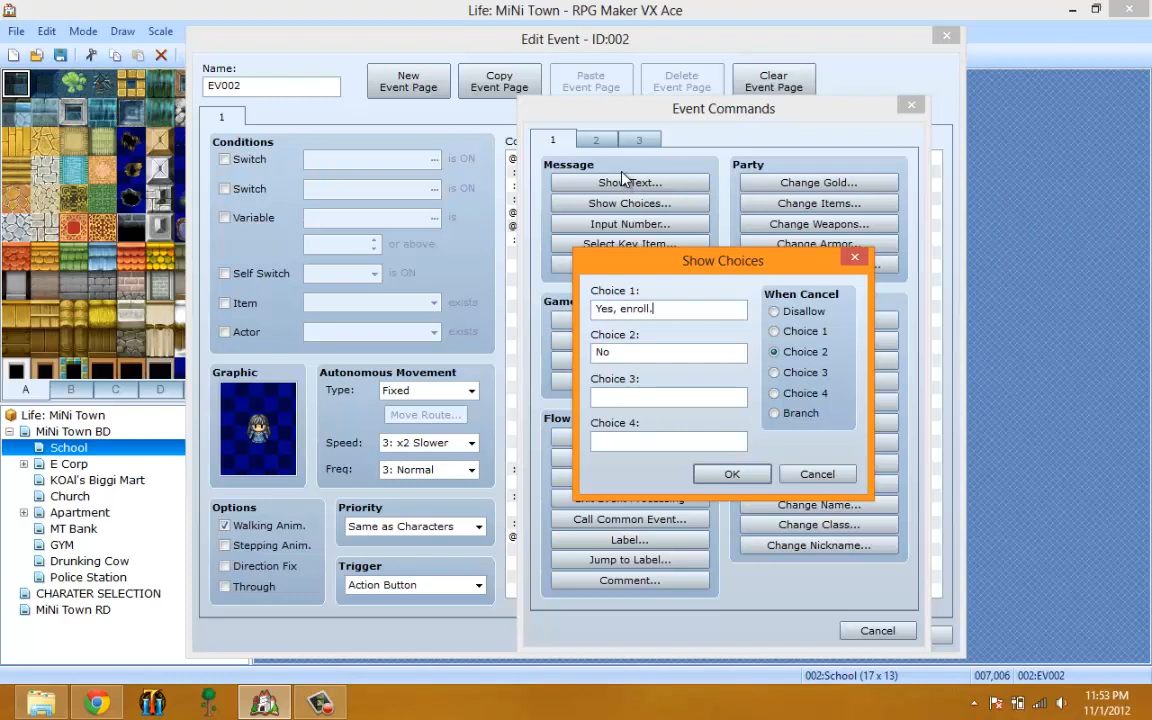 Life: MiNi Town - RPG Maker VX Ace
File Edit Mode Draw Scale
Edit Event - ID:002
Name:
EV002
New Event Page
Copy Event Page
Paste Event Page
Delete Event Page
Clear Event Page
1
Conditions
Switch ... is ON
Switch ... is ON
Variable ... is
or above
Self Switch is ON
Item exists
Actor exists
Graphic
Autonomous Movement
Type: Fixed
Move Route...
Speed: 3: x2 Slower
Freq: 3: Normal
Options
Walking Anim.
Stepping Anim.
Direction Fix
Through
Priority
Same as Characters
Trigger
Action Button
Event Commands
1 2 3
Message
Show Text...
Show Choices...
Input Number...
Select Key Item...
Party
Change Gold...
Change Items...
Change Weapons...
Change Armor...
Call Common Event...
Label...
Jump to Label...
Comment...
Change Name...
Change Class...
Change Nickname...
Cancel
Show Choices
Choice 1:
Yes, enroll.
Choice 2:
No
Choice 3:
Choice 4:
When Cancel
Disallow
Choice 1
Choice 2
Choice 3
Choice 4
Branch
OK
Cancel
A B C D
Life: MiNi Town
MiNi Town BD
School
E Corp
KOAl's Biggi Mart
Church
Apartment
MT Bank
GYM
Drunking Cow
Police Station
CHARATER SELECTION
MiNi Town RD
002:School (17 x 13)
007,006
002:EV002
11:53 PM
11/1/2012